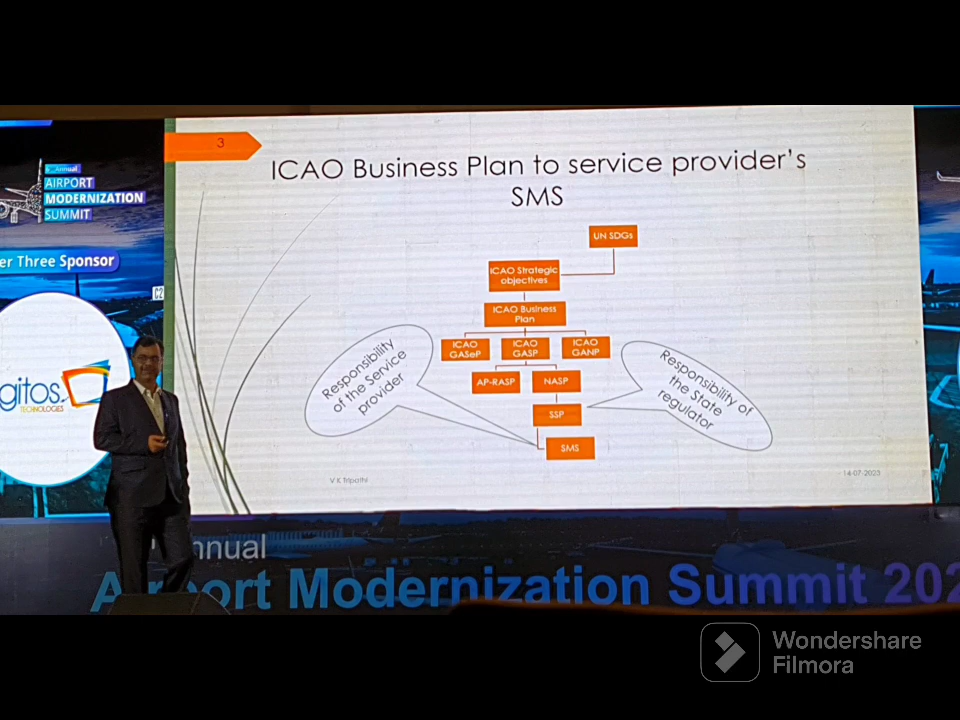 3
ICAO Business Plan to service provider's
SMS
Annual
AIRPORT
MODERNIZATION
SUMMIT
er Three Sponsor
C2
gitos
TECHNOLOGIES
UN SDGs
ICAO Strategic
objectives
ICAO Business
Plan
ICAO
GASeP
ICAO
GASP
ICAO
GANP
AP-RASP
NASP
SSP
SMS
Responsibility
of the Service
provider
Responsibility of
the State
regulator
V K Tripathi
14-07-2023
nnual
Airport Modernization Summit 202
Wondershare
Filmora